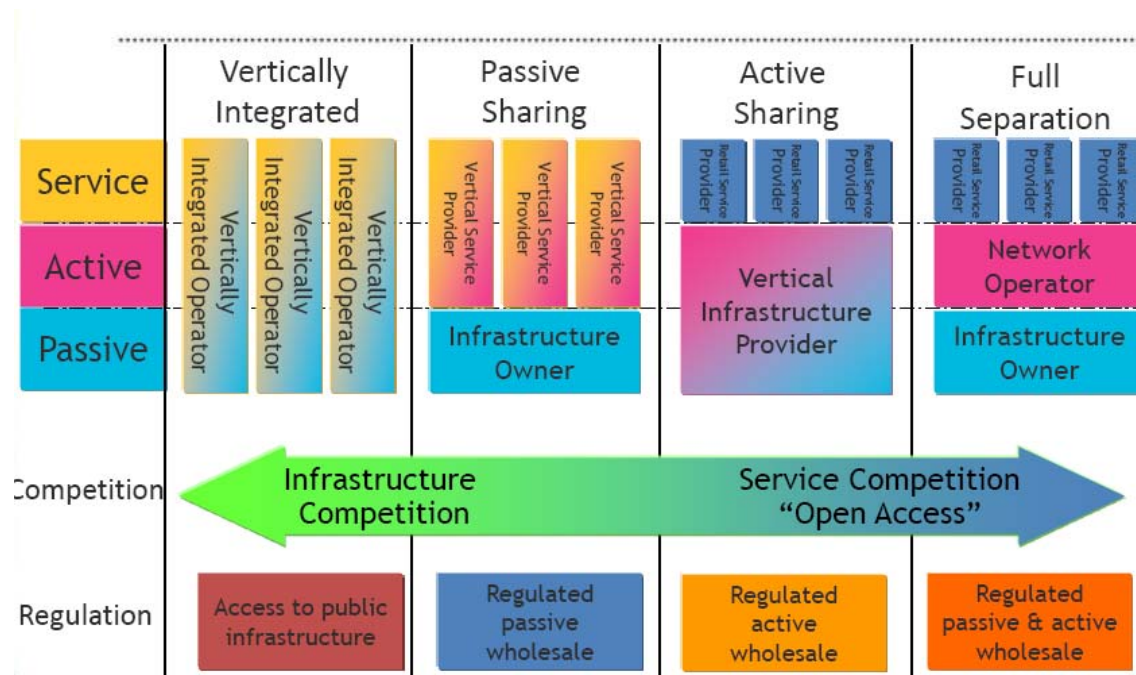 Vertically
Integrated
Passive
Sharing
Active
Sharing
Full
Separation
Service
Active
Passive
Vertically
Integrated Operator
Vertically
Integrated Operator
Vertically
Integrated Operator
Vertical Service
Provider
Vertical Service
Provider
Vertical Service
Provider
Infrastructure
Owner
Retail Service
Provider
Retail Service
Provider
Retail Service
Provider
Vertical
Infrastructure
Provider
Retail Service
Provider
Retail Service
Provider
Retail Service
Provider
Network
Operator
Infrastructure
Owner
Competition
Infrastructure
Competition
Service Competition
“Open Access”
Regulation
Access to public
infrastructure
Regulated
passive
wholesale
Regulated
active
wholesale
Regulated
passive & active
wholesale